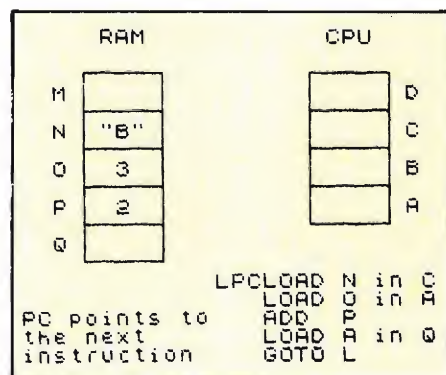 RAM
CPU
M
N "B"
O 3
P 2
Q
D
C
B
A
PC points to
the next
instruction
LPCLOAD N in C
LOAD O in A
ADD P
LOAD A in Q
GOTO L